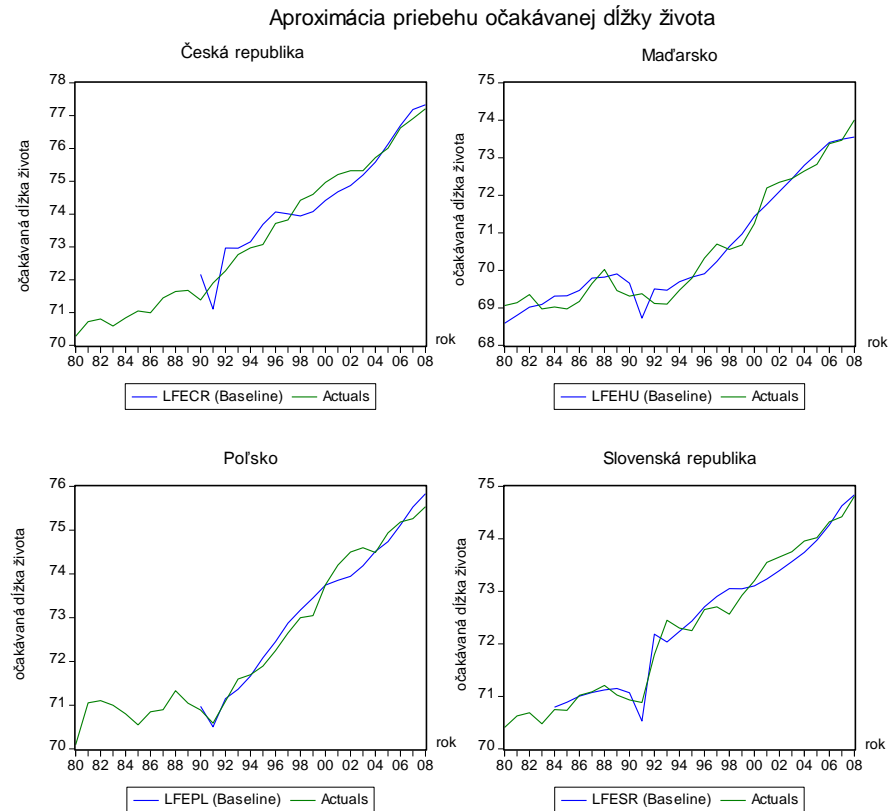 Aproximácia priebehu očakávanej dĺžky života
Česká republika
očakávaná dĺžka života
78
77
76
75
74
73
72
71
70
80 82 84 86 88 90 92 94 96 98 00 02 04 06 08
rok
LFECR (Baseline) Actuals
Maďarsko
očakávaná dĺžka života
75
74
73
72
71
70
69
68
80 82 84 86 88 90 92 94 96 98 00 02 04 06 08
rok
LFEHU (Baseline) Actuals
Poľsko
očakávaná dĺžka života
76
75
74
73
72
71
70
80 82 84 86 88 90 92 94 96 98 00 02 04 06 08
rok
LFEPL (Baseline) Actuals
Slovenská republika
očakávaná dĺžka života
75
74
73
72
71
70
80 82 84 86 88 90 92 94 96 98 00 02 04 06 08
rok
LFESR (Baseline) Actuals